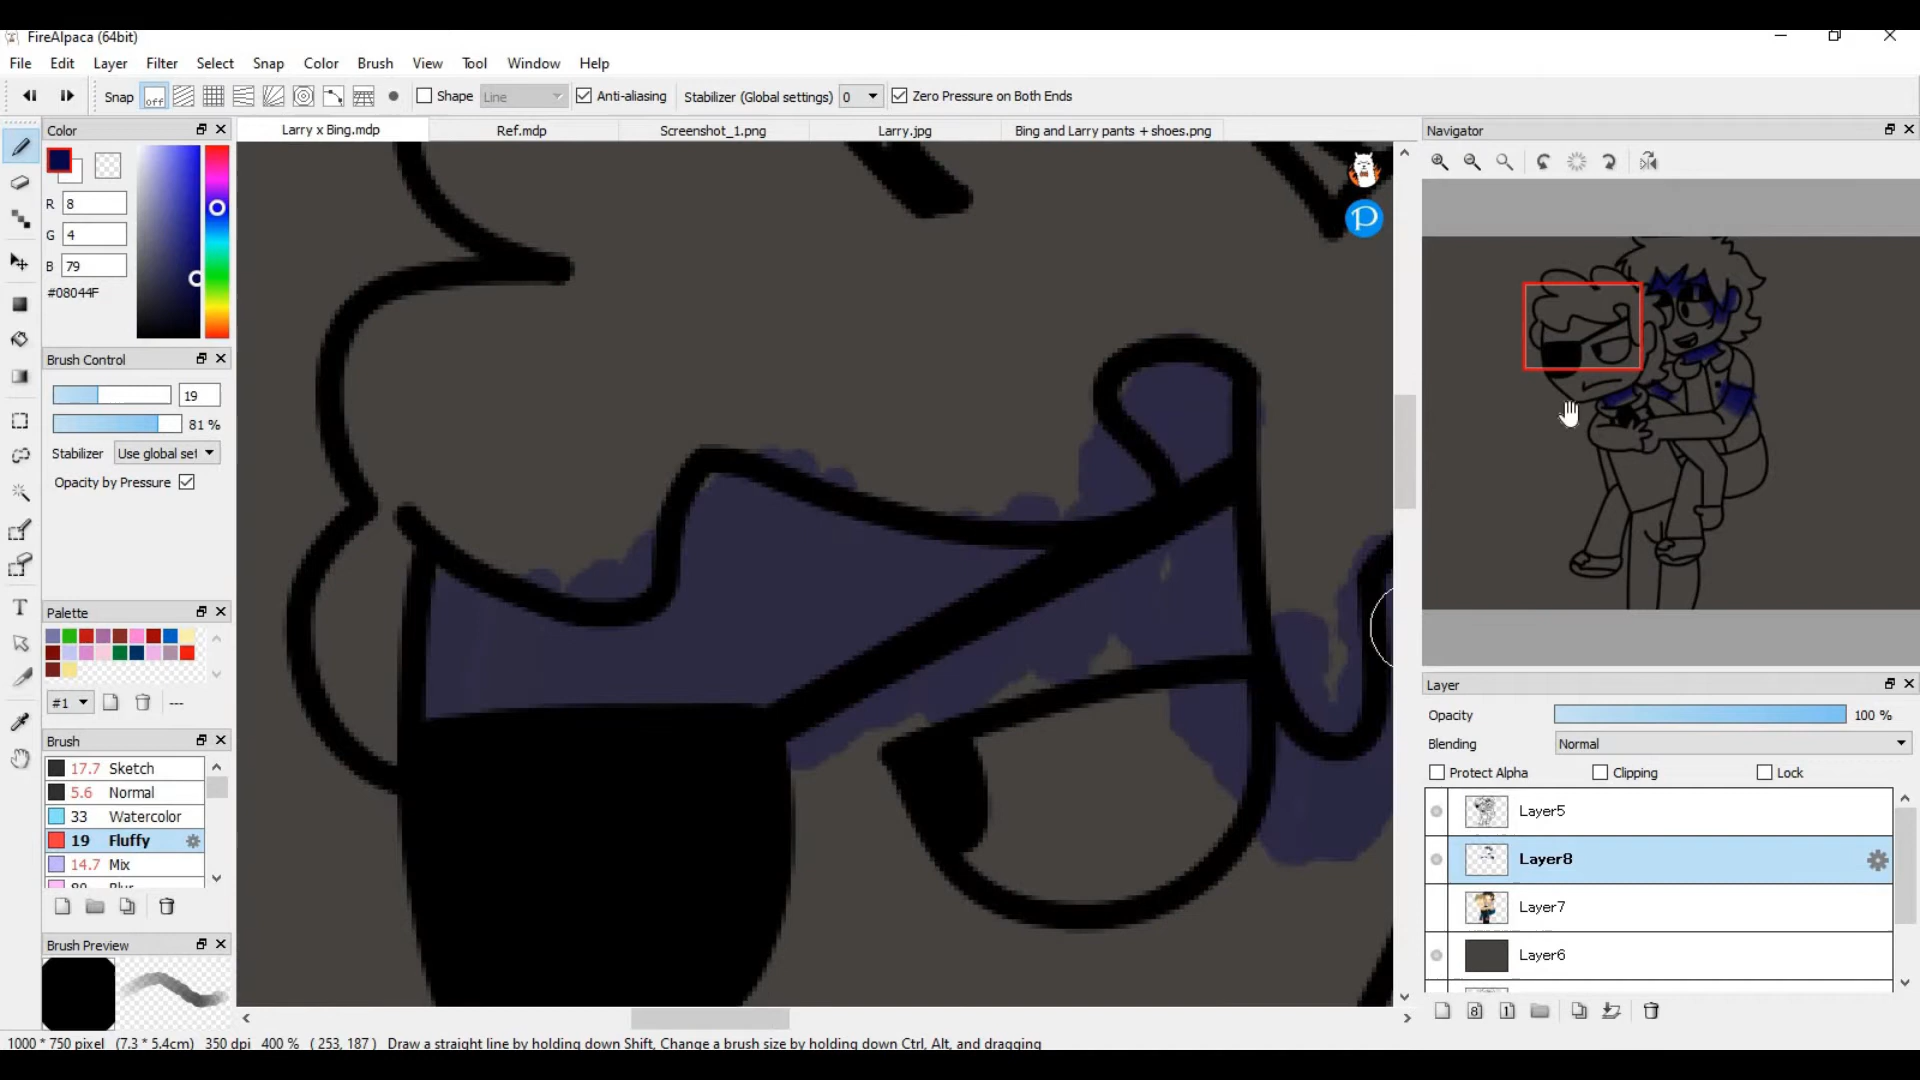 FireAlpaca (64bit)
File Edit Layer Filter Select Snap Color Brush View Tool Window Help
Snap off Shape Line Anti-aliasing Stabilizer (Global settings) 0 Zero Pressure on Both Ends
Color
Larry x Bing.mdp Ref.mdp Screenshot_1.png Larry.jpg Bing and Larry pants + shoes.png
Navigator
R 8
G 4
B 79
#08044F
Brush Control
19
81 %
Stabilizer Use global set
Opacity by Pressure
Palette
#1 ---
Brush
17.7 Sketch
5.6 Normal
33 Watercolor
19 Fluffy
14.7 Mix
Brush Preview
P
Layer
Opacity 100 %
Blending Normal
Protect Alpha Clipping Lock
Layer5
Layer8
Layer7
Layer6
8 1
1000 * 750 pixel (7.3 * 5.4cm) 350 dpi 400 % ( 253, 187 ) Draw a straight line by holding down Shift, Change a brush size by holding down Ctrl, Alt, and dragging